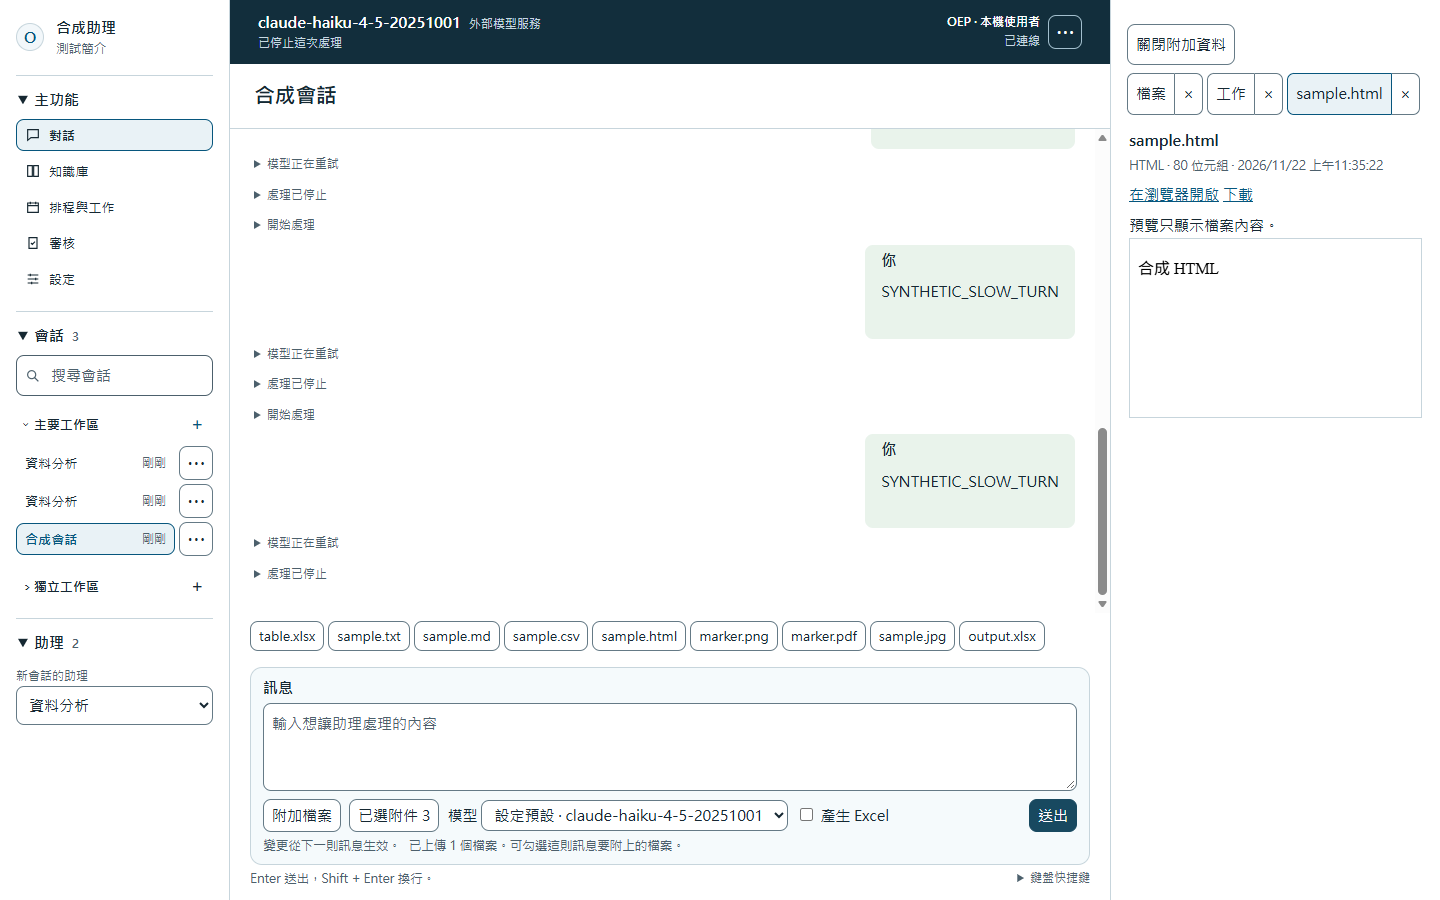 O
合成助理
測試簡介
▼ 主功能
對話
知識庫
排程與工作
審核
設定
▼ 會話 3
搜尋會話
主要工作區 +
資料分析 剛剛 ···
資料分析 剛剛 ···
合成會話 剛剛 ···
獨立工作區 +
▼ 助理 2
新會話的助理
資料分析
claude-haiku-4-5-20251001 外部模型服務
已停止這次處理
OEP · 本機使用者
已連線
···
合成會話
▶ 模型正在重試
▶ 處理已停止
▶ 開始處理
你
SYNTHETIC_SLOW_TURN
▶ 模型正在重試
▶ 處理已停止
▶ 開始處理
你
SYNTHETIC_SLOW_TURN
▶ 模型正在重試
▶ 處理已停止
table.xlsx sample.txt sample.md sample.csv sample.html marker.png marker.pdf sample.jpg output.xlsx
訊息
輸入想讓助理處理的內容
附加檔案 已選附件 3 模型 設定預設 · claude-haiku-4-5-20251001 產生 Excel 送出
變更從下一則訊息生效。 已上傳 1 個檔案。可勾選這則訊息要附上的檔案。
Enter 送出，Shift + Enter 換行。
▶ 鍵盤快捷鍵
關閉附加資料
檔案 × 工作 × sample.html ×
sample.html
HTML · 80 位元組 · 2026/11/22 上午11:35:22
在瀏覽器開啟 下載
預覽只顯示檔案內容。
合成 HTML